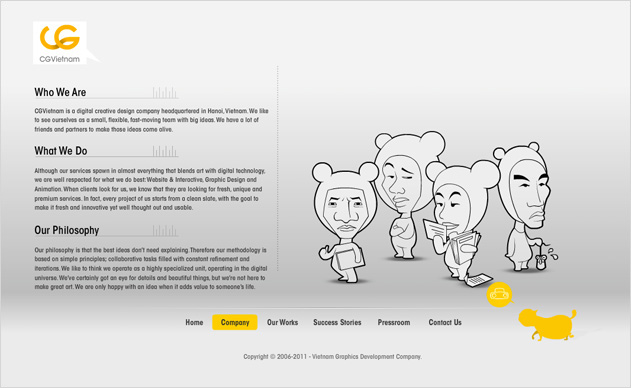 CG
CGVietnam
Who We Are
CGVietnam is a digital creative design company headquartered in Hanoi, Vietnam. We like
to see ourselves as a small, flexible, fast-moving team with big ideas. We have a lot of
friends and partners to make those ideas come alive.
What We Do
Although our services spown in almost everything that blends art with digital technology,
we are well respected for what we do best: Website & Interactive, Graphic Design and
Animation. When clients look for us, we know that they are looking for fresh, unique and
premium services. In fact, every project of us starts from a clean slate, with the goal to
make it fresh and innovative yet well thought out and usable.
Our Philosophy
Our philosophy is that the best ideas don't need explaining. Therefore our methodology is
based on simple principles; collaborative tasks filled with constant refinement and
iterations. We like to think we operate as a highly specialized unit, operating in the digital
universe. We've certainly got an eye for details and beautiful things, but we're not here to
make great art. We are only happy with an idea when it adds value to someone's life.
Home Company Our Works Success Stories Pressroom Contact Us
Copyright © 2006-2011 - Vietnam Graphics Development Company.